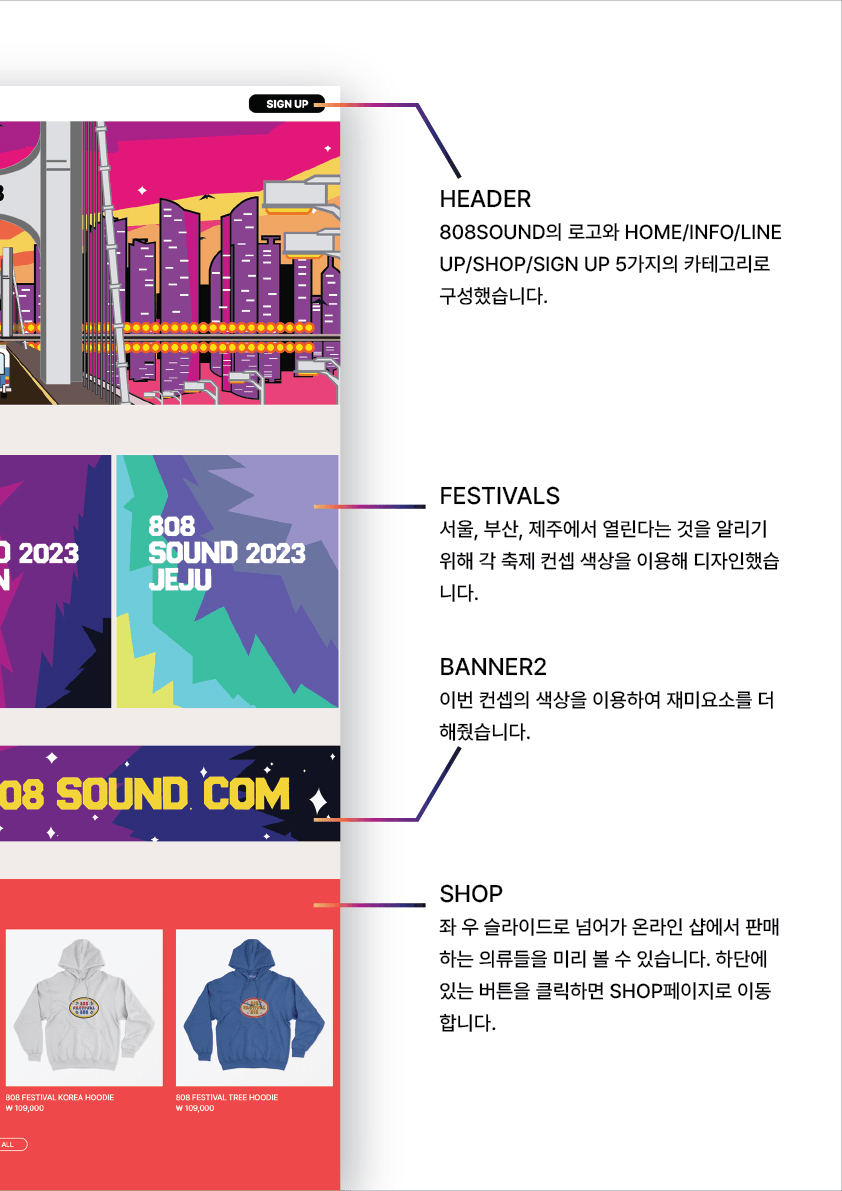 SIGN UP
HEADER
808SOUND의 로고와 HOME/INFO/LINE
UP/SHOP/SIGN UP 5가지의 카테고리로
구성했습니다.
FESTIVALS
서울, 부산, 제주에서 열린다는 것을 알리기
위해 각 축제 컨셉 색상을 이용해 디자인했습
니다.
2023
N
808
SOUND 2023
JEJU
BANNER2
이번 컨셉의 색상을 이용하여 재미요소를 더
해줬습니다.
08 SOUND. COM
SHOP
좌 우 슬라이드로 넘어가 온라인 샵에서 판매
하는 의류들을 미리 볼 수 있습니다. 하단에
있는 버튼을 클릭하면 SHOP페이지로 이동
합니다.
808
FESTIVAL
808
FESTIVAL
808 FESTIVAL KOREA HOODIE
₩ 109,000
808 FESTIVAL TREE HOODIE
₩ 109,000
ALL